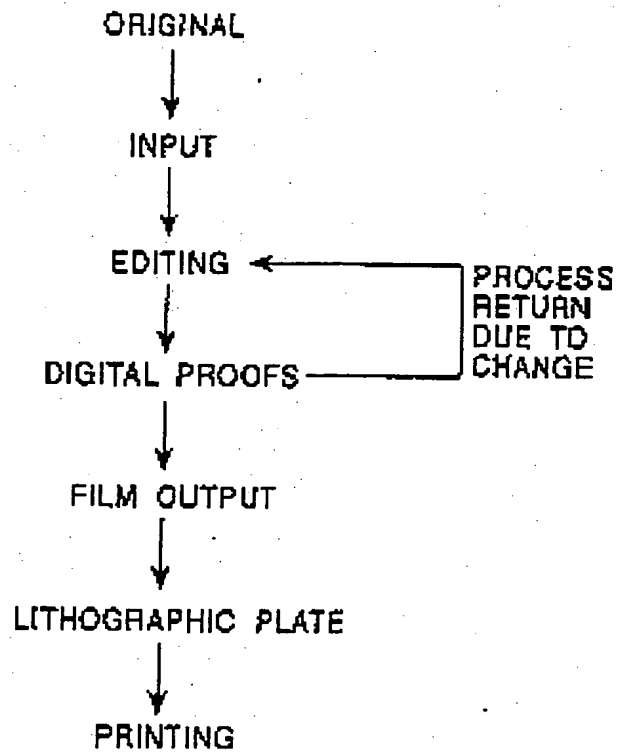 ORIGINAL
INPUT
EDITING
PROCESS
RETURN
DUE TO
CHANGE
DIGITAL PROOFS
FILM OUTPUT
LITHOGRAPHIC PLATE
PRINTING